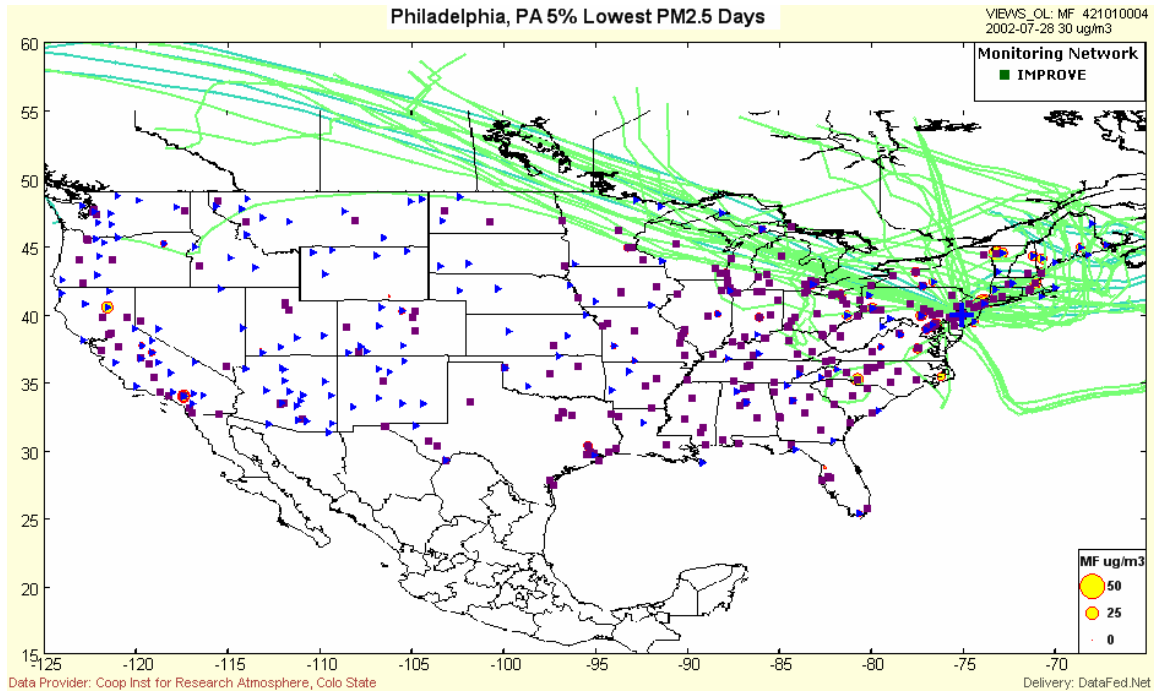 Philadelphia, PA 5% Lowest PM2.5 Days
VIEWS_OL: MF 421010004
2002-07-28 30 ug/m3
Monitoring Network
IMPROVE
60
55
50
45
40
35
30
25
20
15
MF ug/m3
50
25
0
-125 -120 -115 -110 -105 -100 -95 -90 -85 -80 -75 -70
Data Provider: Coop Inst for Research Atmosphere, Colo State
Delivery: DataFed.Net